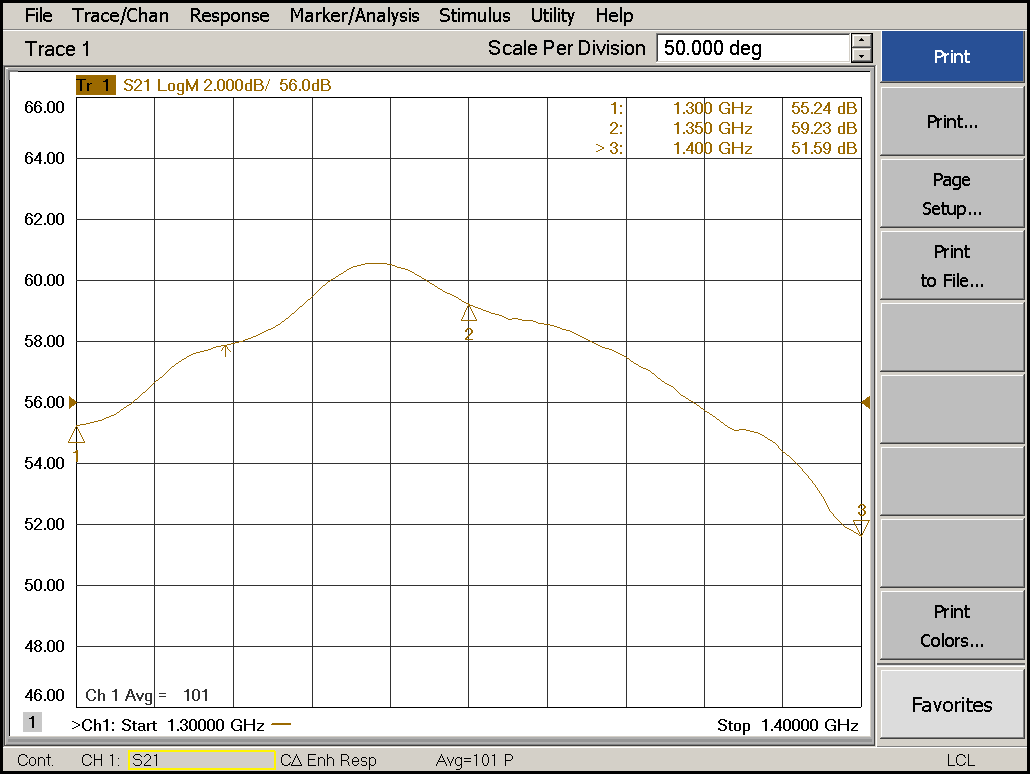 File Trace/Chan Response Marker/Analysis Stimulus Utility Help
Trace 1 Scale Per Division 50.000 deg
Print
Print...
Page
Setup...
Print
to File...
Print
Colors...
Favorites
Tr 1 S21 LogM 2.000dB/ 56.0dB
1: 1.300 GHz 55.24 dB
2: 1.350 GHz 59.23 dB
> 3: 1.400 GHz 51.59 dB
66.00
64.00
62.00
60.00
58.00
56.00
54.00
52.00
50.00
48.00
46.00
1
2
3
Ch 1 Avg = 101
1 >Ch1: Start 1.30000 GHz Stop 1.40000 GHz
Cont. CH 1: S21 C∆ Enh Resp Avg=101 P LCL